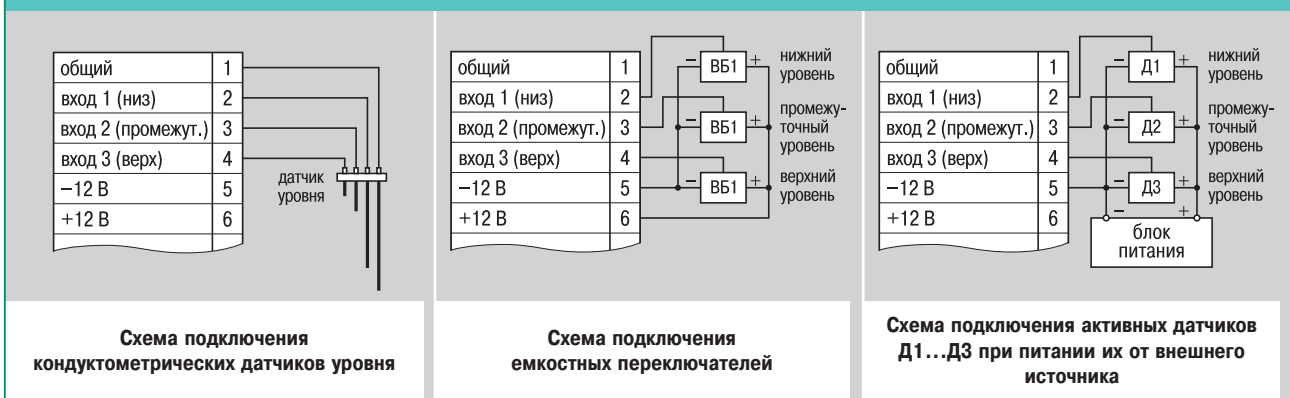 общий 1
вход 1 (низ) 2
вход 2 (промежут.) 3
вход 3 (верх) 4
−12 В 5
+12 В 6
датчик
уровня
Схема подключения
кондуктометрических датчиков уровня
общий 1
вход 1 (низ) 2
вход 2 (промежут.) 3
вход 3 (верх) 4
−12 В 5
+12 В 6
− ВБ1 +
нижний
уровень
− ВБ1 +
промежу-
точный
уровень
− ВБ1 +
верхний
уровень
Схема подключения
емкостных переключателей
общий 1
вход 1 (низ) 2
вход 2 (промежут.) 3
вход 3 (верх) 4
−12 В 5
+12 В 6
− Д1 +
нижний
уровень
− Д2 +
промежу-
точный
уровень
− Д3 +
верхний
уровень
− +
блок
питания
Схема подключения активных датчиков
Д1...Д3 при питании их от внешнего
источника